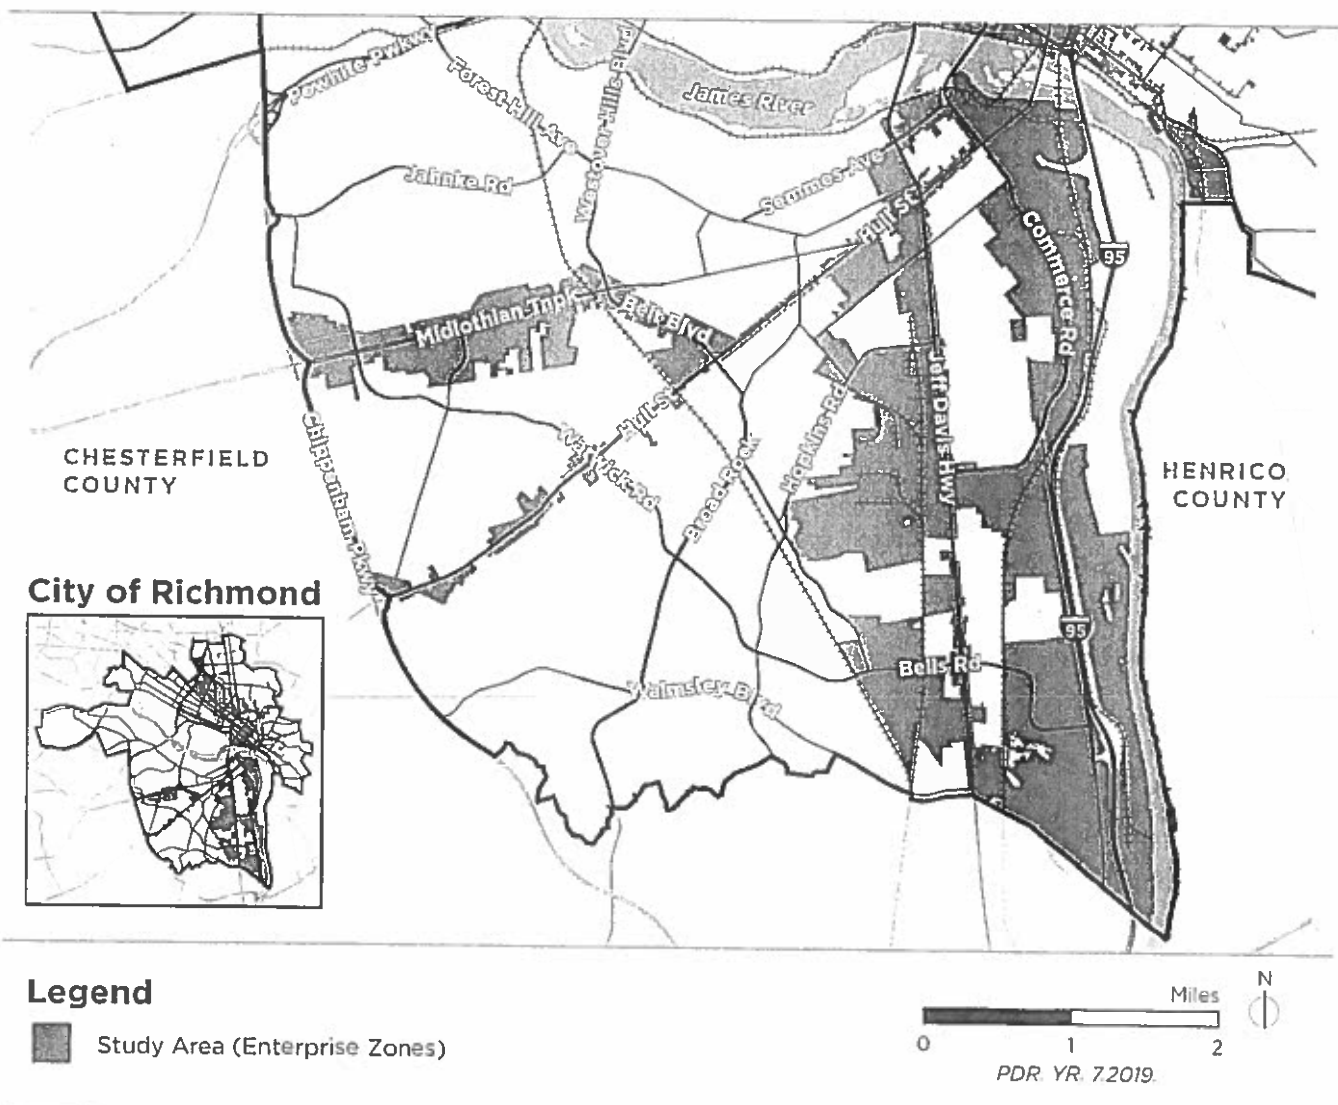 Powhite Pwkwy
Forest Hill Ave
Westover Hills Blvd
James River
Jahnke Rd
Semmes Ave
Hull St
Commerce Rd
95
Midlothian Tnpk
Belt Blvd
Jeff Davis Hwy
Hull St
Hopkins Rd
Chippenham Pkwy
Warwick Rd
Broad Rock
CHESTERFIELD
COUNTY
HENRICO
COUNTY
City of Richmond
95
Bells Rd
Walmsley Blvd
Rd
Legend
Study Area (Enterprise Zones)
Miles
N
0 1 2
PDR. YR. 7.2019.